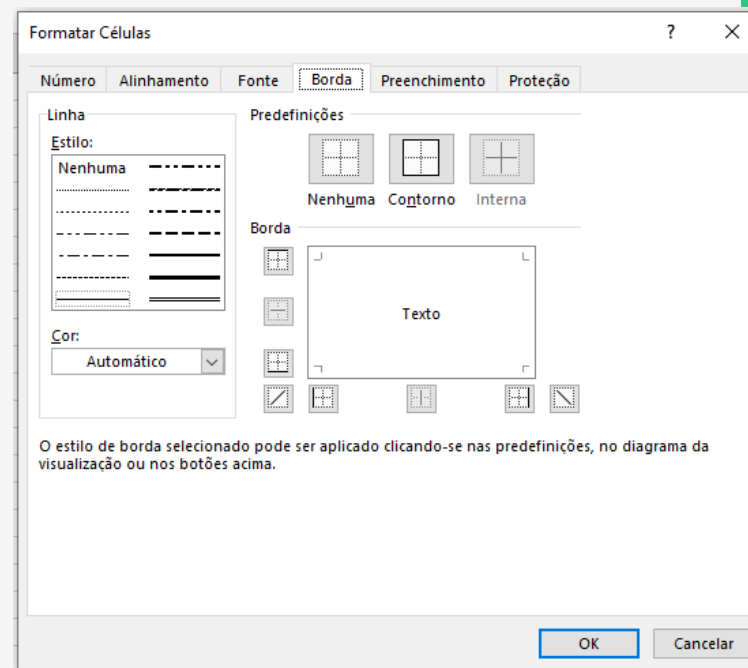 Formatar Células
?
Número Alinhamento Fonte Borda Preenchimento Proteção
Linha
Estilo:
Nenhuma
Cor:
Automático
Predefinições
Nenhuma Contorno Interna
Borda
Texto
O estilo de borda selecionado pode ser aplicado clicando-se nas predefinições, no diagrama da
visualização ou nos botões acima.
OK Cancelar